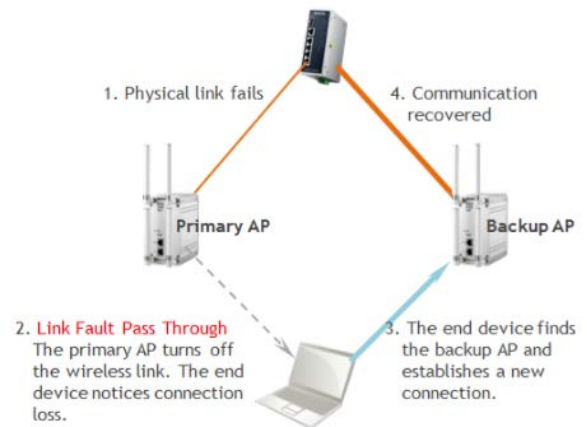 1. Physical link fails
4. Communication
recovered
Primary AP
Backup AP
2. Link Fault Pass Through
The primary AP turns off
the wireless link. The end
device notices connection
loss.
3. The end device finds
the backup AP and
establishes a new
connection.